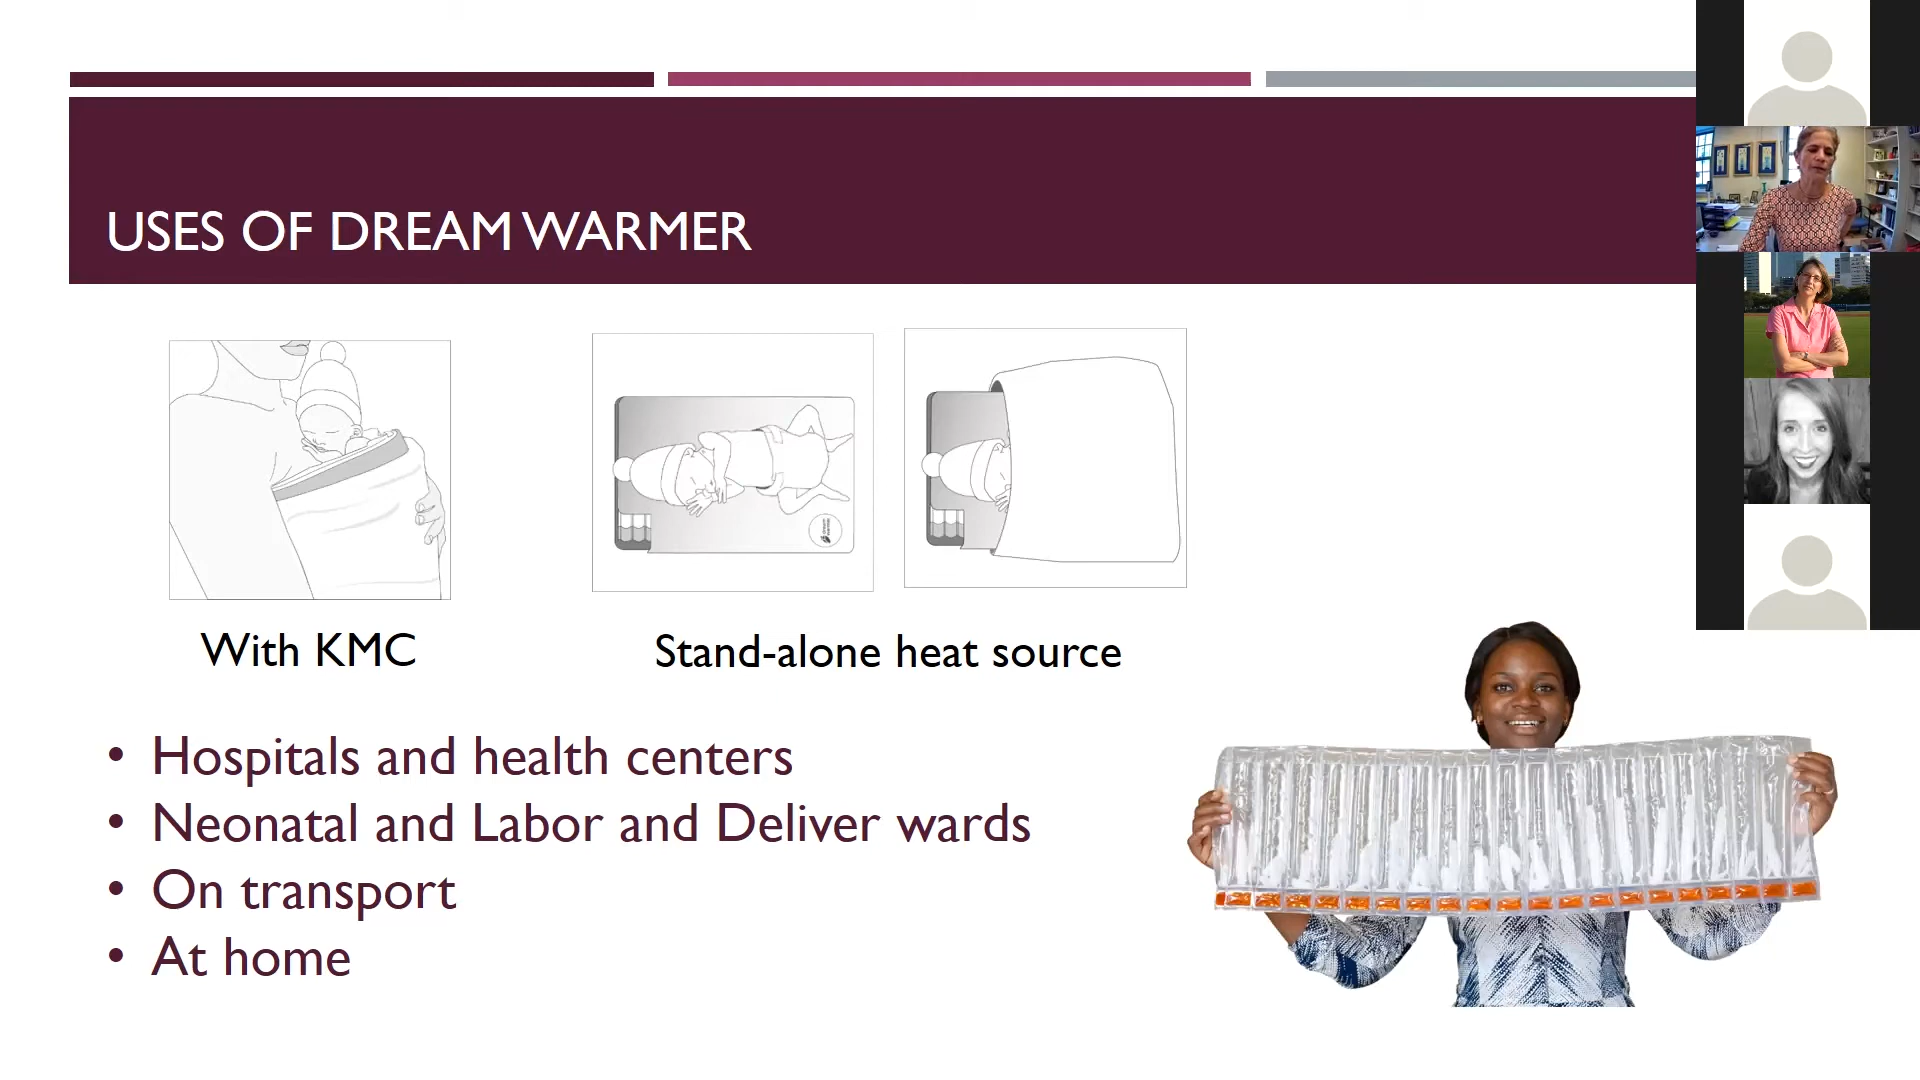 USES OF DREAM WARMER
With KMC
Stand-alone heat source
• Hospitals and health centers
• Neonatal and Labor and Deliver wards
• On transport
• At home